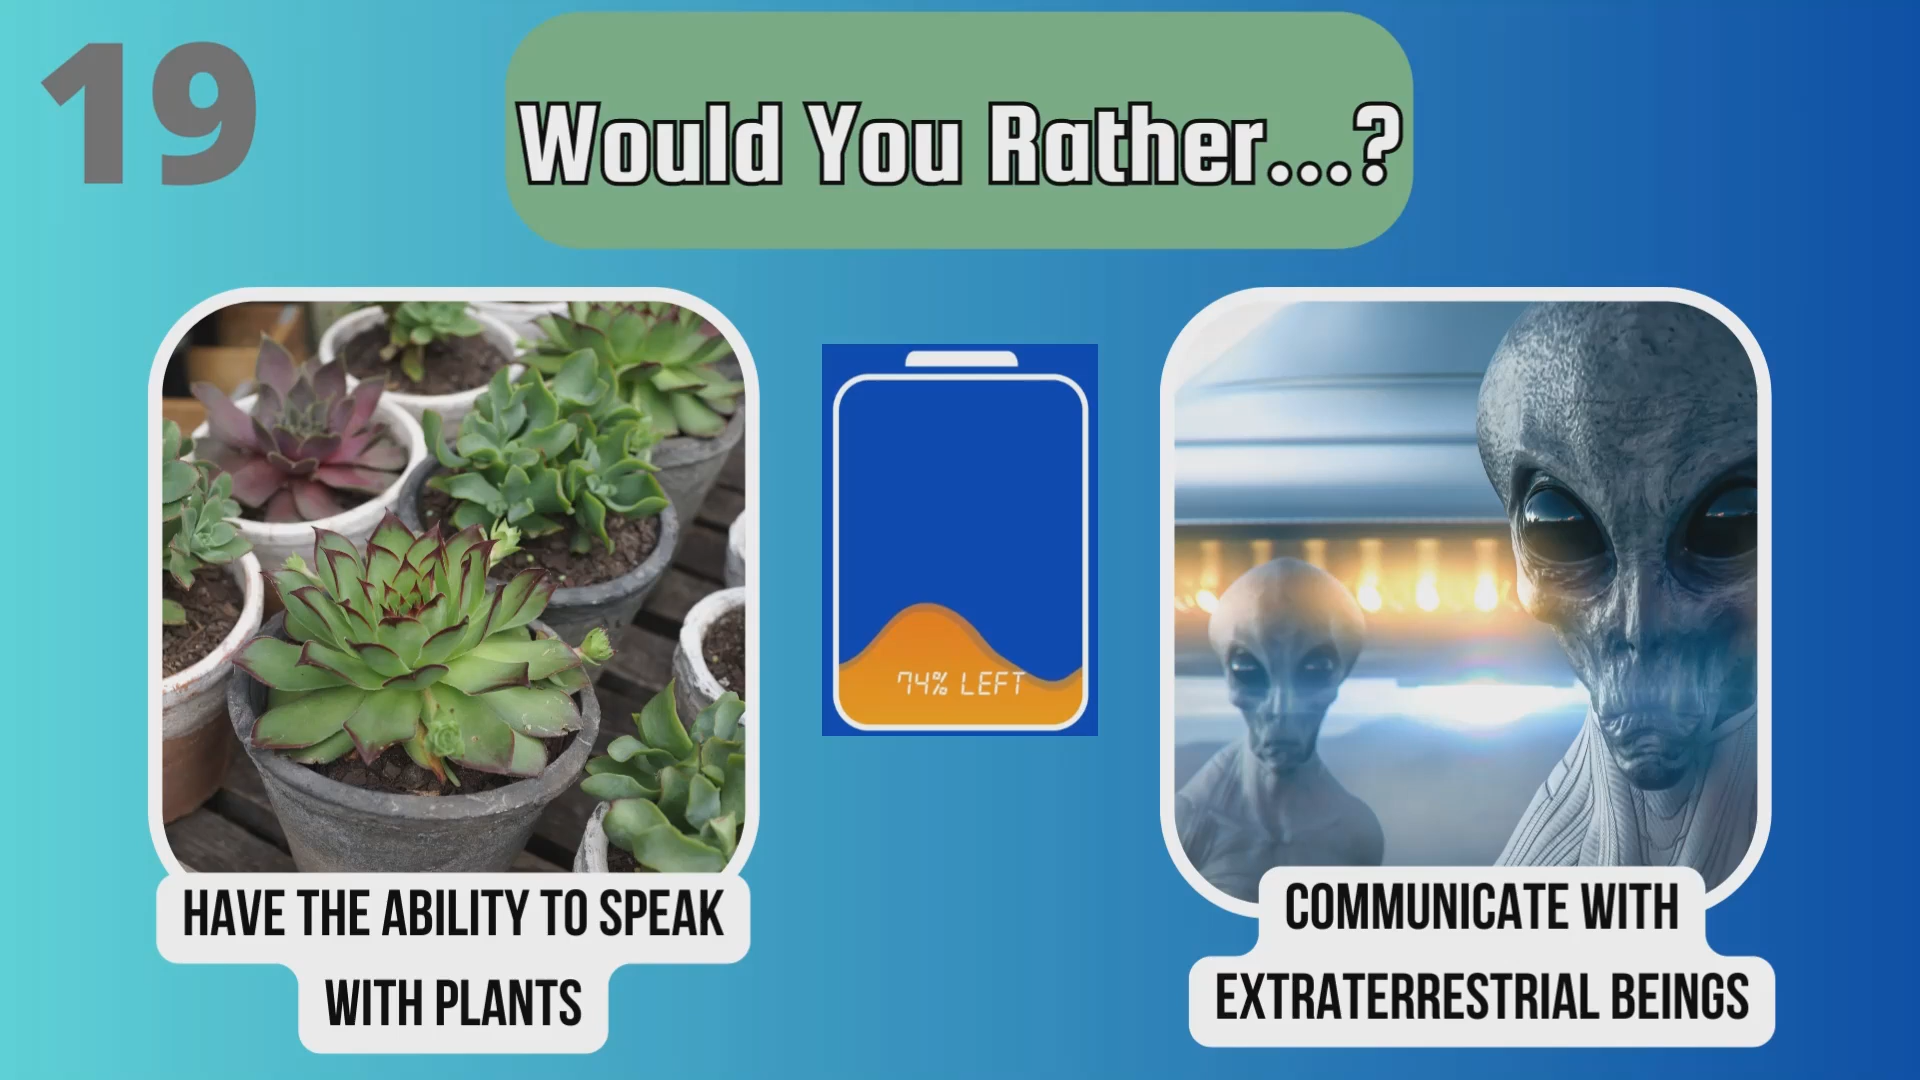 19
Would You Rather...?
74% LEFT
HAVE THE ABILITY TO SPEAK
WITH PLANTS
COMMUNICATE WITH
EXTRATERRESTRIAL BEINGS